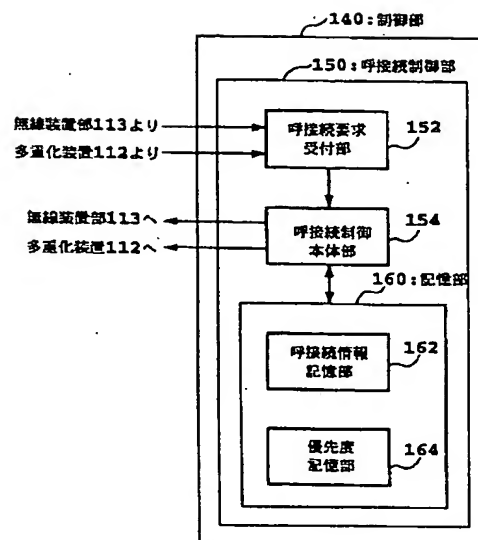 140:制御部
150:呼接続制御部
無線装置部113より
多重化装置112より
呼接続要求
受付部
152
無線装置部113へ
多重化装置112へ
呼接続制御
本体部
154
160:記憶部
呼接続情報
記憶部
162
優先度
記憶部
164